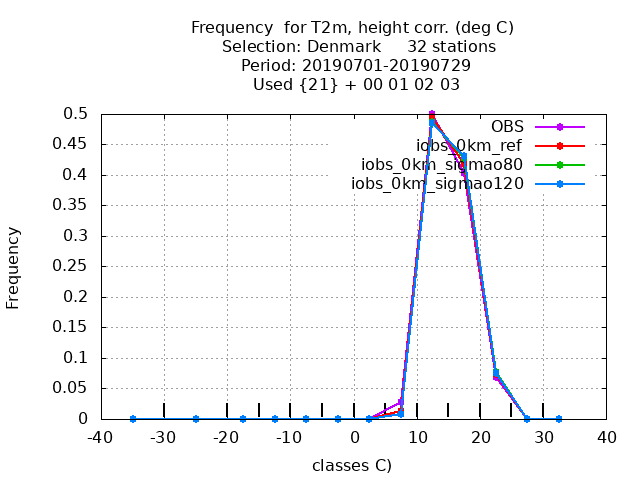 Frequency  for T2m, height corr. (deg C)
Selection: Denmark     32 stations
Period: 20190701-20190729
Used {21} + 00 01 02 03
OBS
iobs_0km_ref
iobs_0km_sigmao80
iobs_0km_sigmao120
Frequency
0.5
0.45
0.4
0.35
0.3
0.25
0.2
0.15
0.1
0.05
0
-40 -30 -20 -10 0 10 20 30 40
classes C)